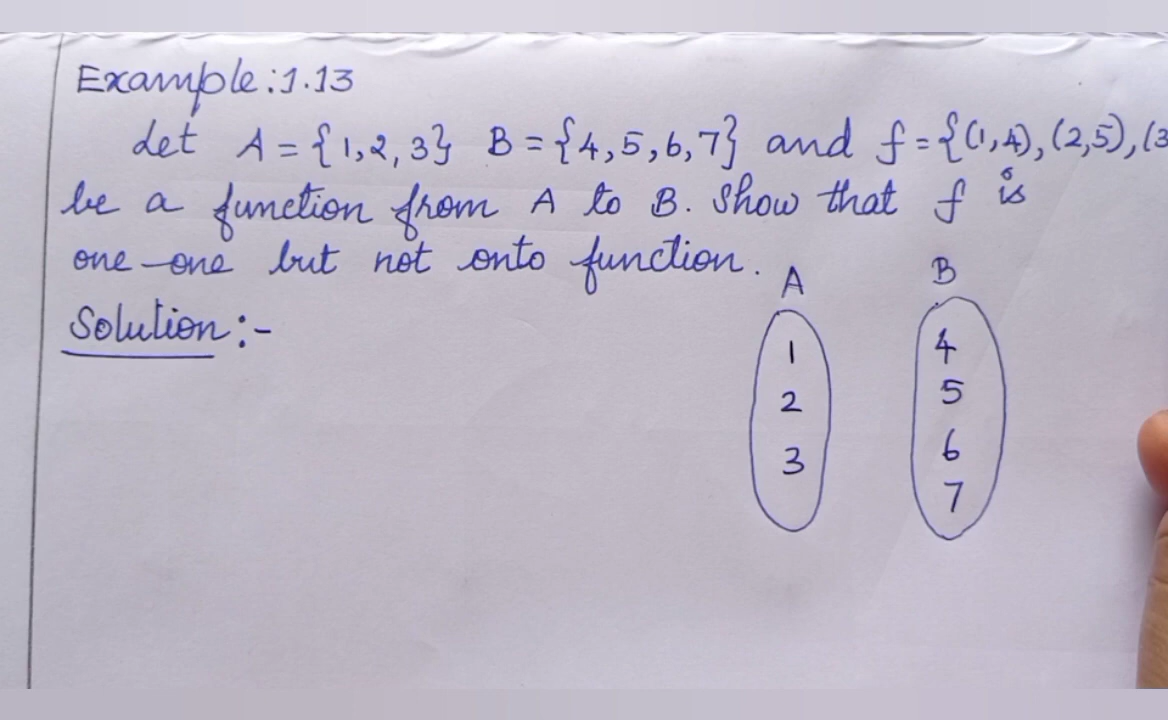 Example:1.13
Let A = {1,2,3} B = {4,5,6,7} and f = {(1,4),(2,5),(3
be a function from A to B. Show that f is
one-one but not onto function.
A B
Solution:-
1 4
2 5
3 6
7